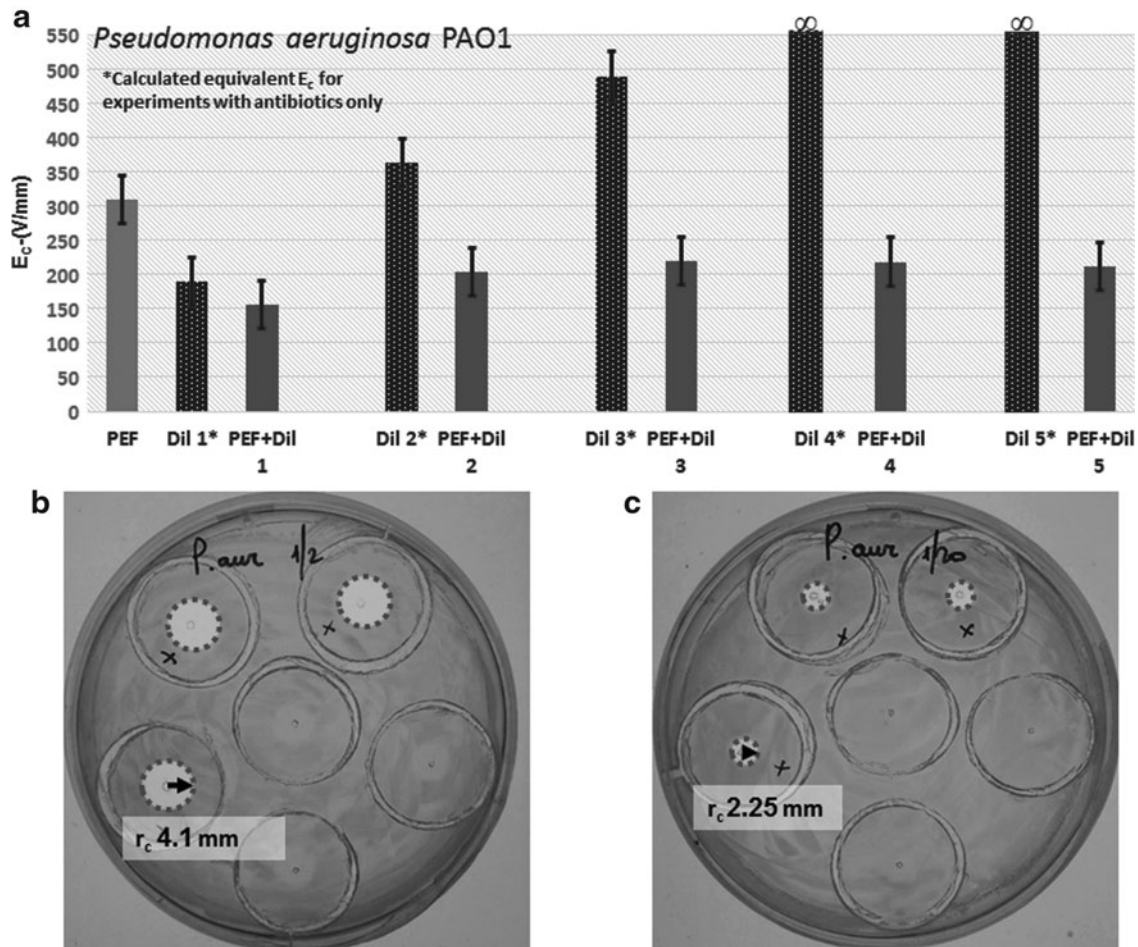 a
Pseudomonas aeruginosa PAO1
*Calculated equivalent Ec for
experiments with antibiotics only
∞ ∞
550
500
450
400
350
300
250
200
150
100
50
0
EC-(V/mm)
PEF Dil 1* PEF+Dil Dil 2* PEF+Dil Dil 3* PEF+Dil Dil 4* PEF+Dil Dil 5* PEF+Dil
1 2 3 4 5
b
P. aur 1/2
x x
rc 4.1 mm
c
P. aur 1/20
x x
x
rc 2.25 mm